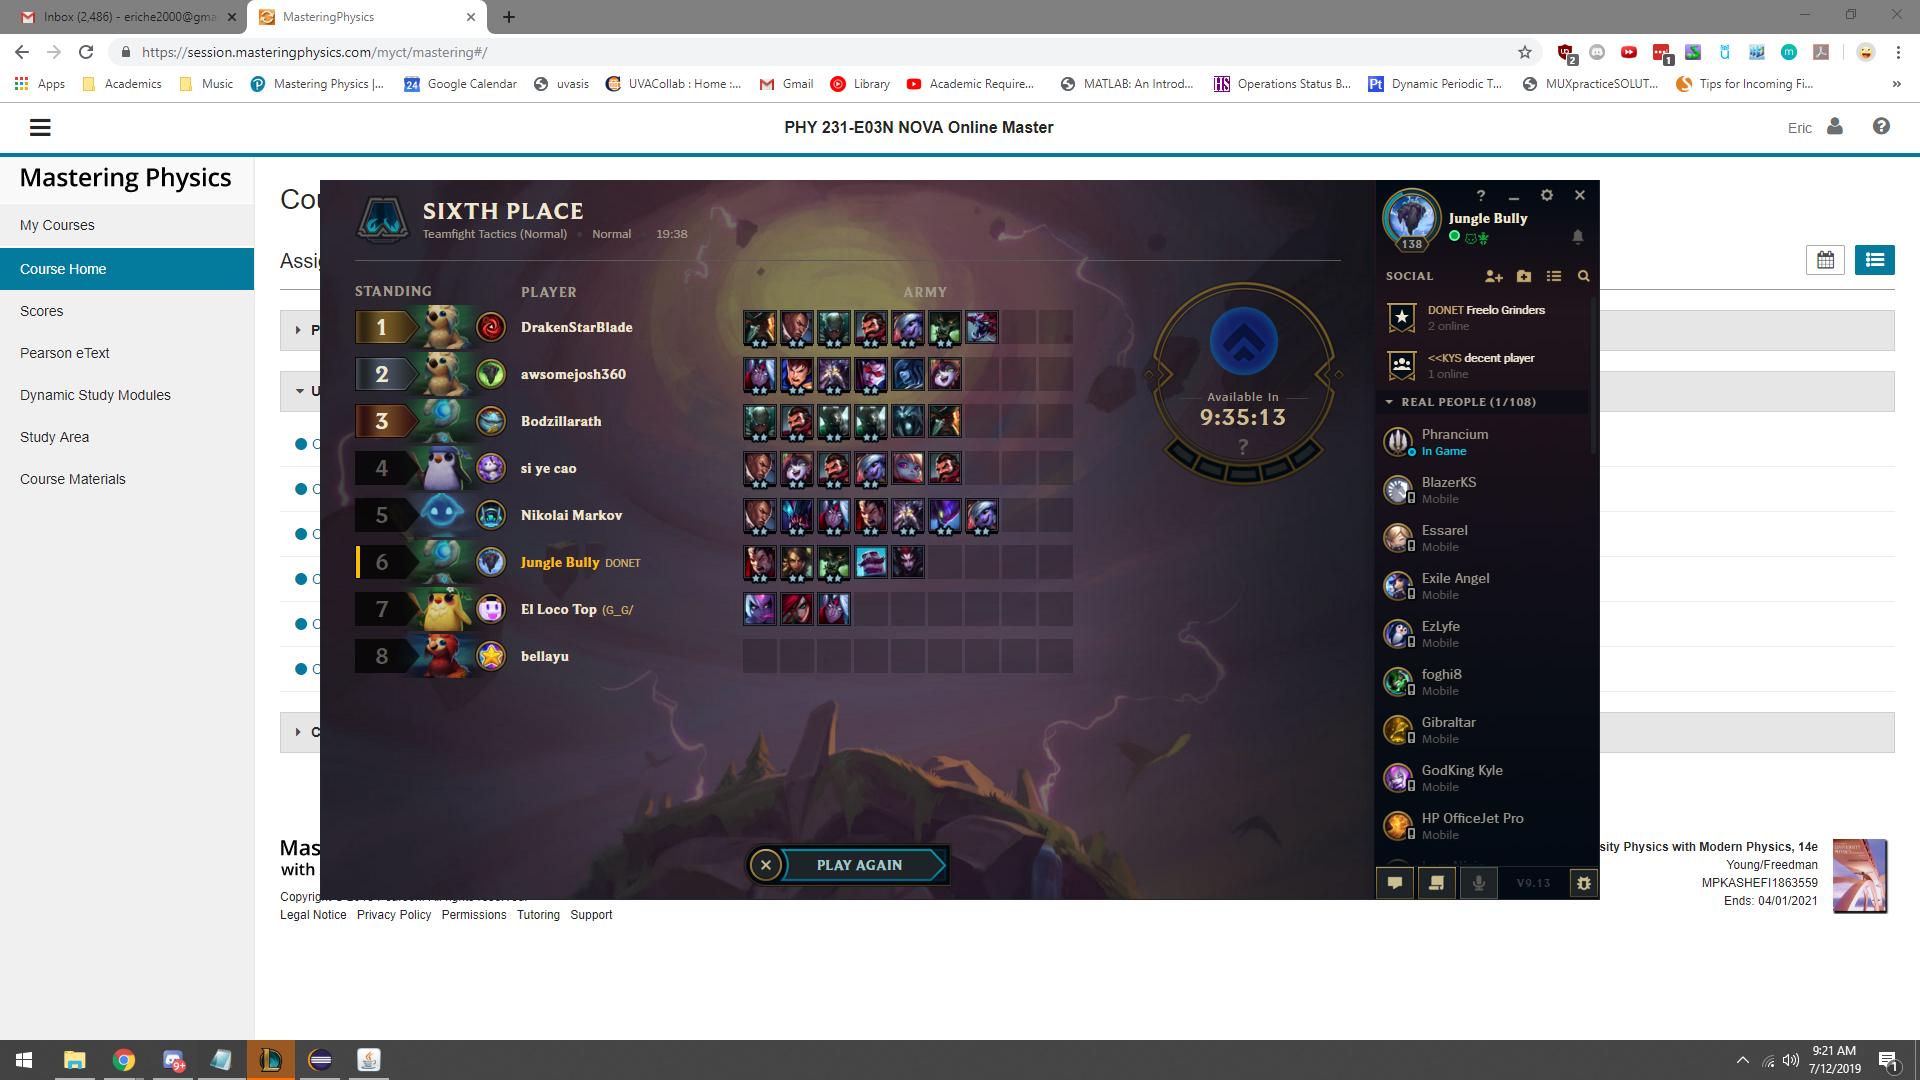 Inbox (2,486) - eriche2000@gma
MasteringPhysics
https://session.masteringphysics.com/myct/mastering#/
2
1
Apps
Academics
Music
Mastering Physics |...
24
Google Calendar
uvasis
UVACollab : Home :...
Gmail
Library
Academic Require...
MATLAB: An Introd...
HS
Operations Status B...
Pt
Dynamic Periodic T...
MUXpracticeSOLUT...
Tips for Incoming Fi...
»
PHY 231-E03N NOVA Online Master
Eric
Mastering Physics
My Courses
Course Home
Scores
Pearson eText
Dynamic Study Modules
Study Area
Course Materials
Cou
Assi
P
U
C
C
C
C
C
C
C
SIXTH PLACE
Teamfight Tactics (Normal) • Normal • 19:38
STANDING PLAYER ARMY
1 DrakenStarBlade
2 awsomejosh360
3 Bodzillarath
4 si ye cao
5 Nikolai Markov
6 Jungle Bully DONET
7 El Loco Top (G_G/
8 bellayu
Available In
9:35:13
?
PLAY AGAIN
?
Jungle Bully
138
SOCIAL
DONET Freelo Grinders
2 online
<<KYS decent player
1 online
REAL PEOPLE (1/108)
Phrancium
In Game
BlazerKS
Mobile
Essarel
Mobile
Exile Angel
Mobile
EzLyfe
Mobile
foghi8
Mobile
Gibraltar
Mobile
GodKing Kyle
Mobile
HP OfficeJet Pro
Mobile
V9.13
Mas
with
Legal Notice Privacy Policy Permissions Tutoring Support
sity Physics with Modern Physics, 14e
Young/Freedman
MPKASHEFI1863559
Ends: 04/01/2021
9+
9:21 AM
7/12/2019
1